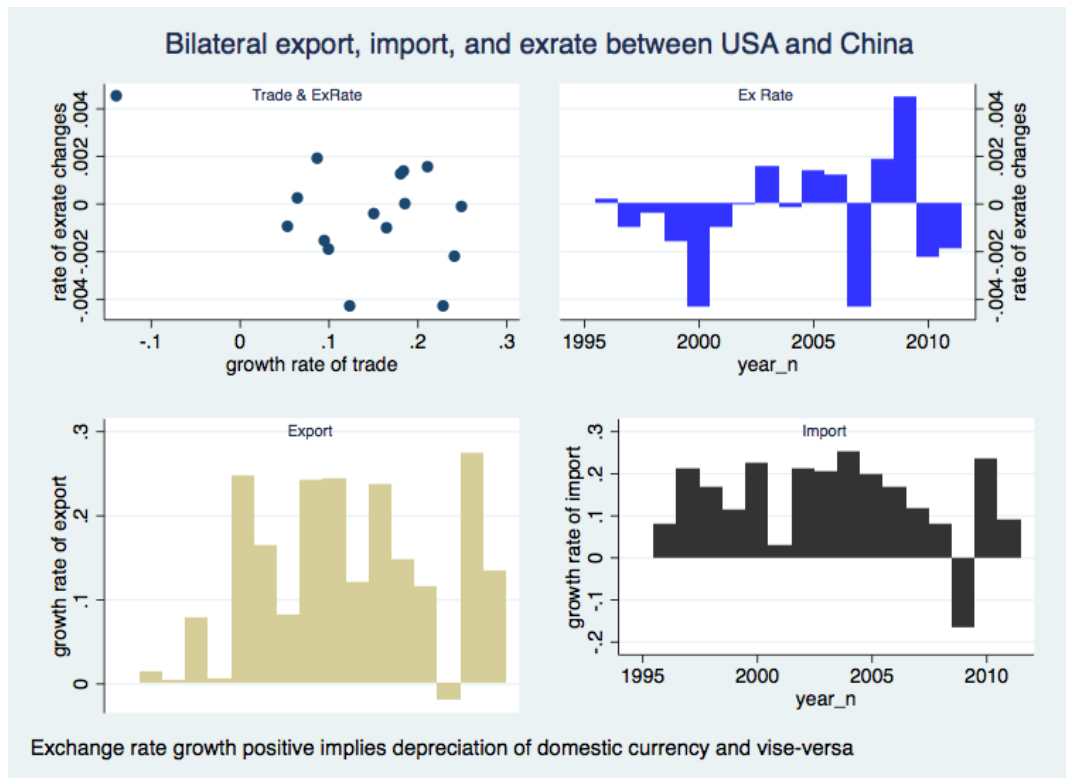 Bilateral export, import, and exrate between USA and China
Trade & ExRate
rate of exrate changes
.004
.002
0
-.002
-.004
-.1
0
.1
.2
.3
growth rate of trade
Ex Rate
.004
.002
0
-.002
-.004
rate of exrate changes
1995
2000
2005
2010
year_n
Export
growth rate of export
.3
.2
.1
0
Import
growth rate of import
.3
.2
.1
0
-.1
-.2
1995
2000
2005
2010
year_n
Exchange rate growth positive implies depreciation of domestic currency and vise-versa